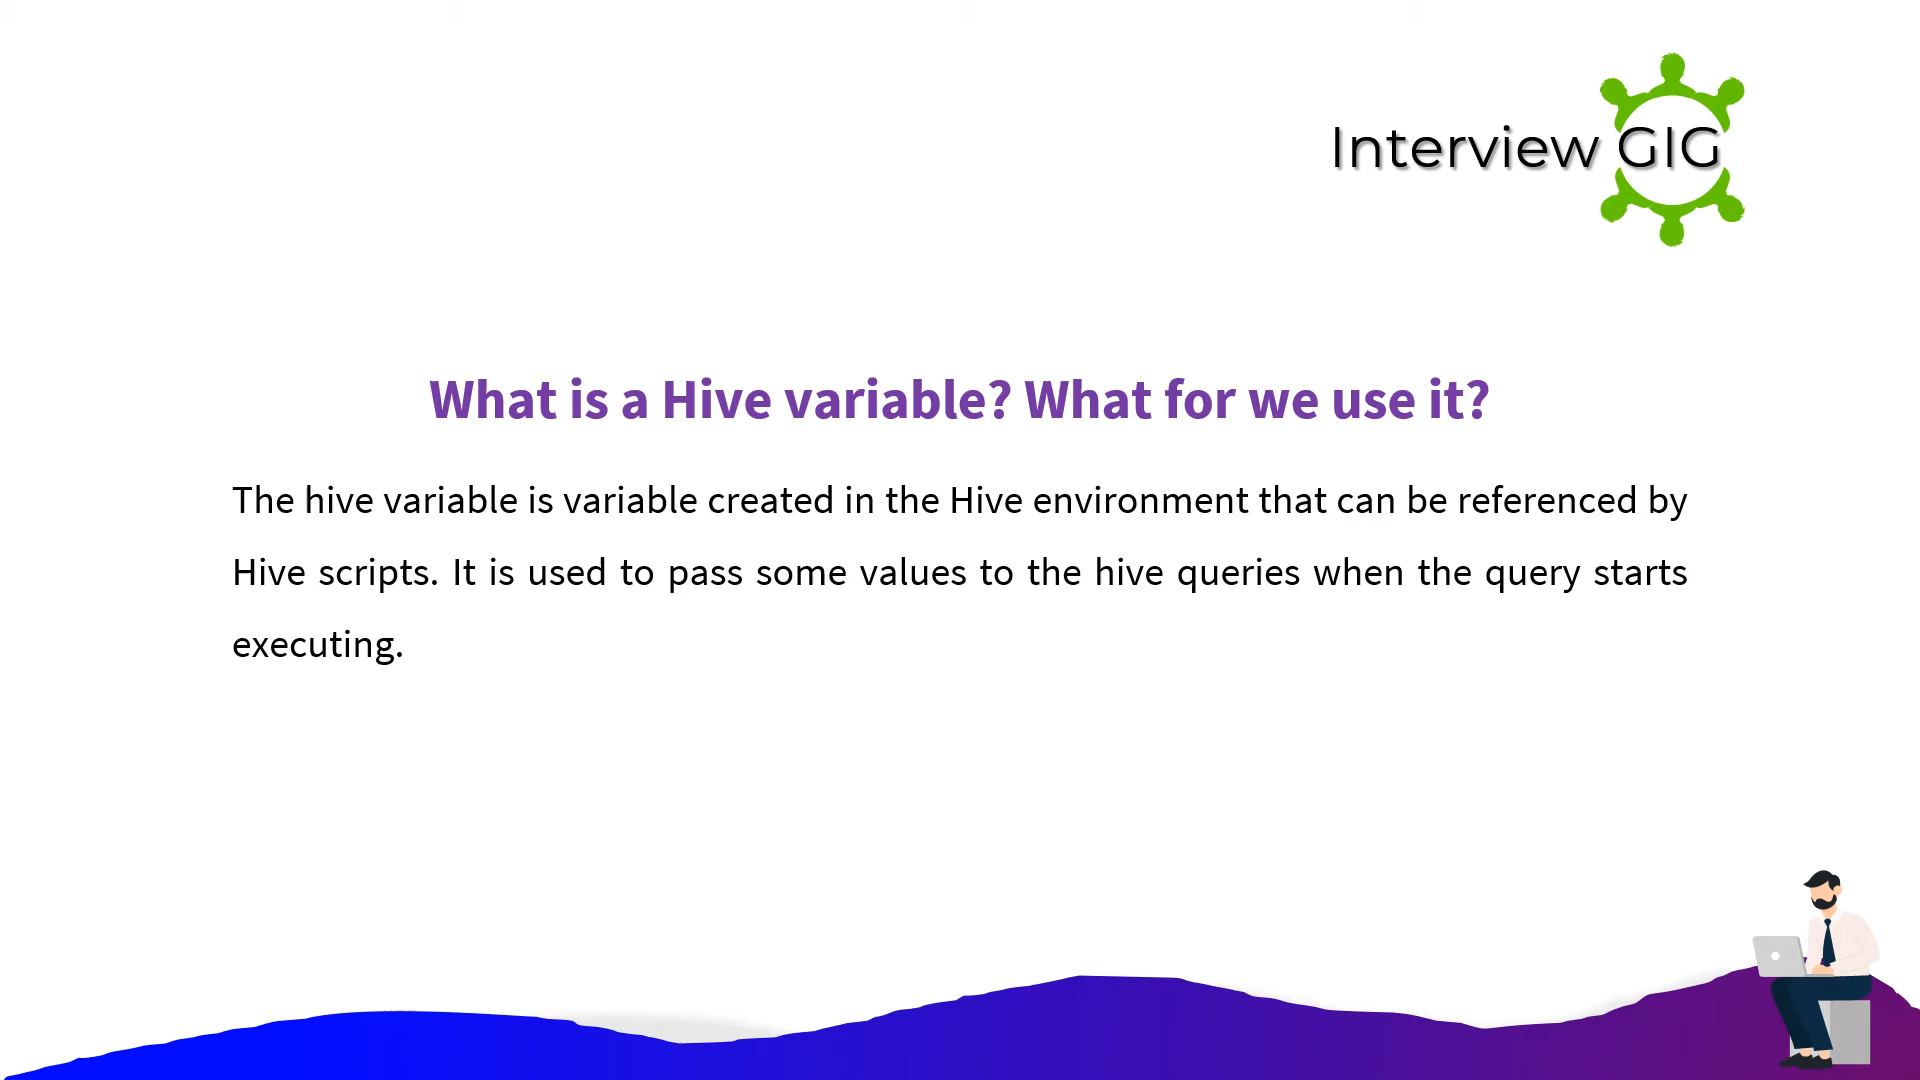 Interview GIG
What is a Hive variable? What for we use it?
The hive variable is variable created in the Hive environment that can be referenced by
Hive scripts. It is used to pass some values to the hive queries when the query starts
executing.